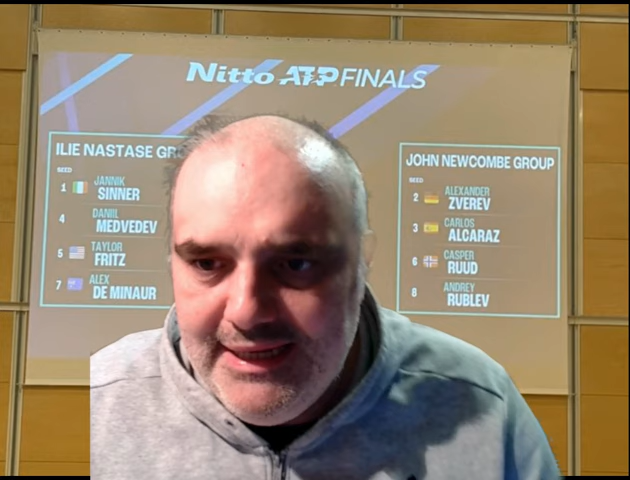 Nitto ATP FINALS
ILIE NASTASE GR
SEED
1 JANNIK
SINNER
4 DANIIL
MEDVEDEV
5 TAYLOR
FRITZ
7 ALEX
DE MINAUR
JOHN NEWCOMBE GROUP
SEED
2 ALEXANDER
ZVEREV
3 CARLOS
ALCARAZ
6 CASPER
RUUD
8 ANDREY
RUBLEV